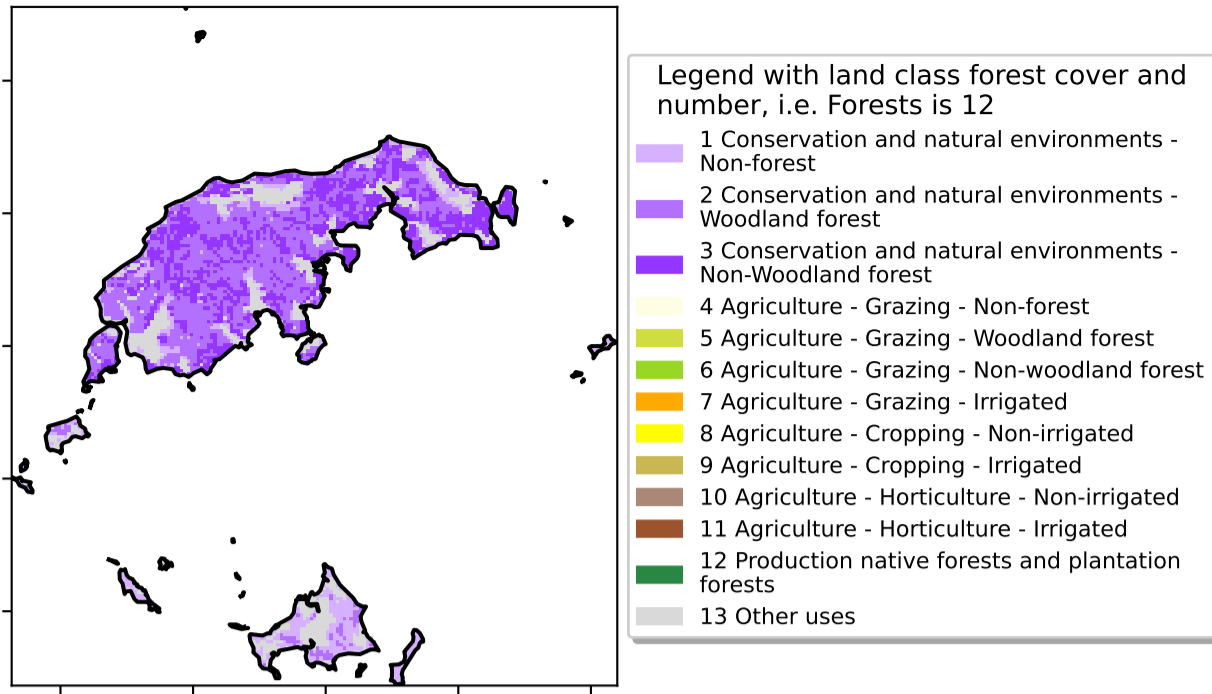 Legend with land class forest cover and
number, i.e. Forests is 12
1 Conservation and natural environments -
Non-forest
2 Conservation and natural environments -
Woodland forest
3 Conservation and natural environments -
Non-Woodland forest
4 Agriculture - Grazing - Non-forest
5 Agriculture - Grazing - Woodland forest
6 Agriculture - Grazing - Non-woodland forest
7 Agriculture - Grazing - Irrigated
8 Agriculture - Cropping - Non-irrigated
9 Agriculture - Cropping - Irrigated
10 Agriculture - Horticulture - Non-irrigated
11 Agriculture - Horticulture - Irrigated
12 Production native forests and plantation
forests
13 Other uses